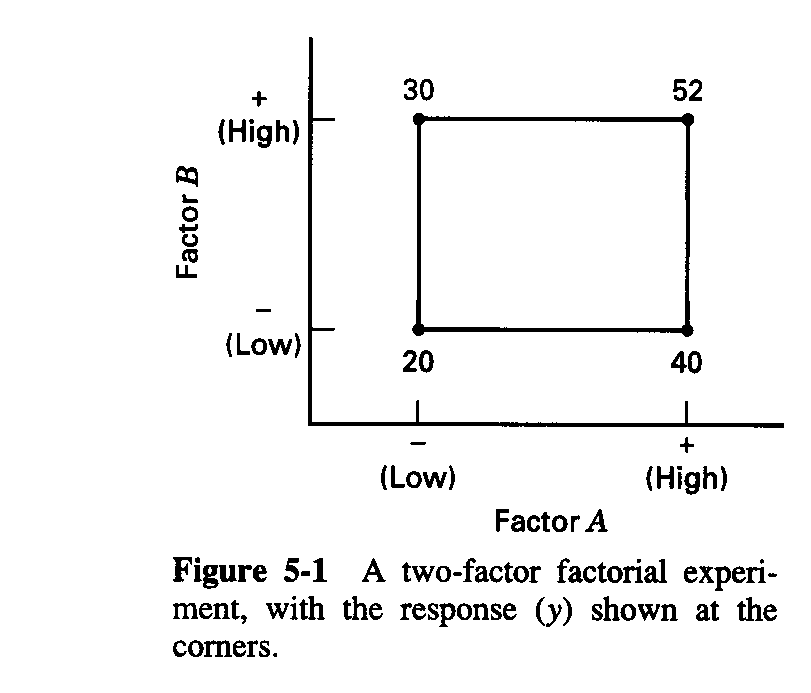 30 52
+
(High)
Factor B
−
(Low)
20 40
− +
(Low) (High)
Factor A
Figure 5-1 A two-factor factorial experi-
ment, with the response (y) shown at the
corners.